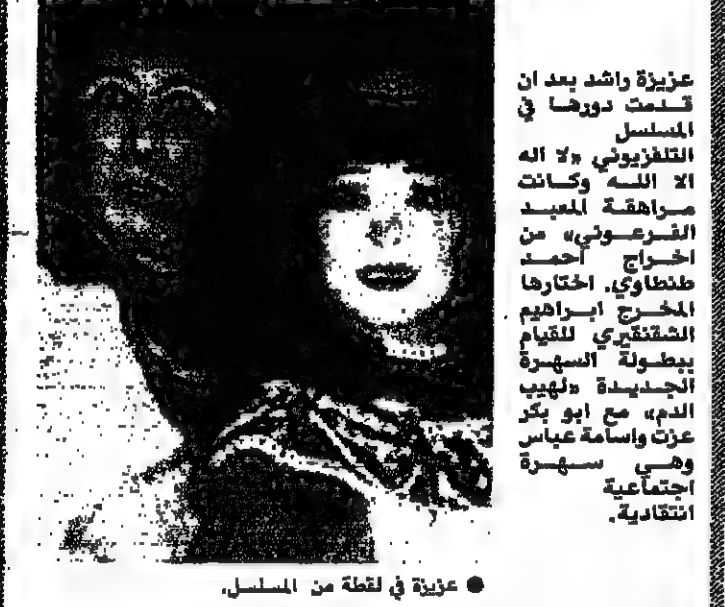 عزيزة راشد بعد ان
قدمت دورها في
المسلسل
التلفزيوني «لا اله
الا الله وكانت
مراهقة المعبد
الفرعوني» من
اخراج احمد
طنطاوي. اختارها
المخرج ابراهيم
الشقنقيري للقيام
ببطولة السهرة
الجديدة «لهيب
الدم» مع ابو بكر
عزت واسامة عباس
وهي سهرة
اجتماعية
انتقادية.
● عزيزة في لقطة من المسلسل.